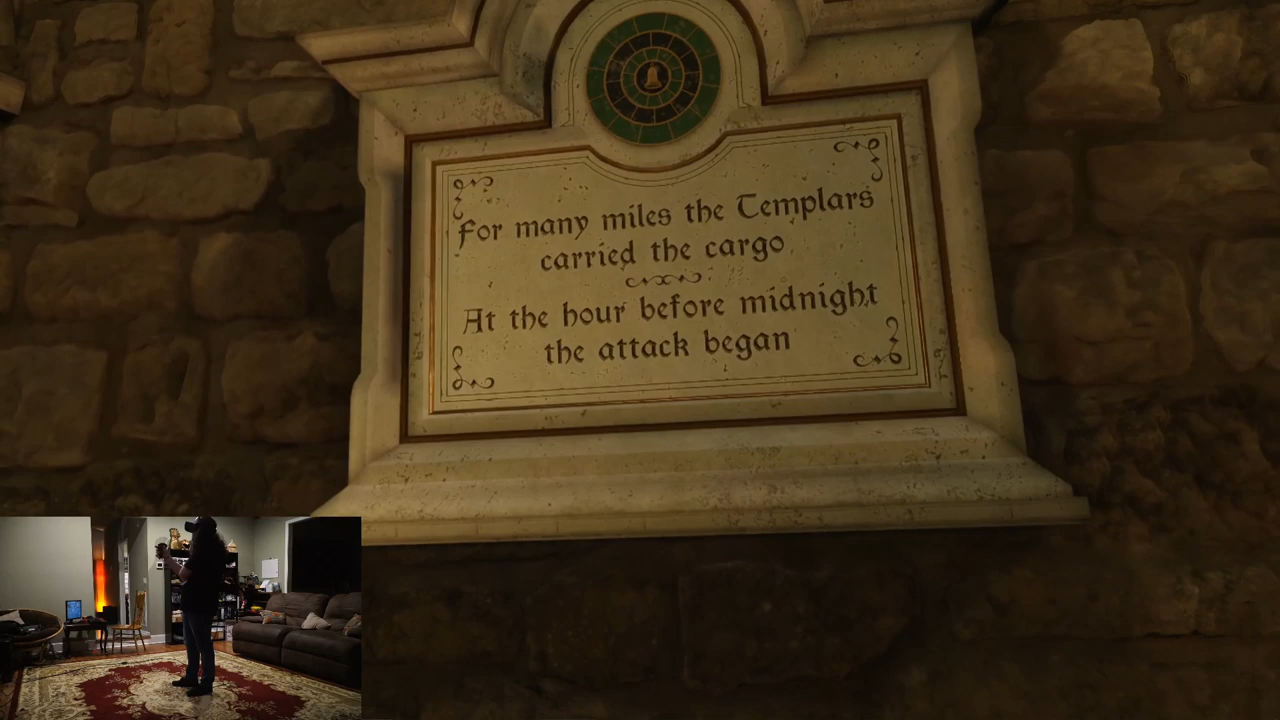 For many miles the Templars
carried the cargo
At the hour before midnight
the attack began